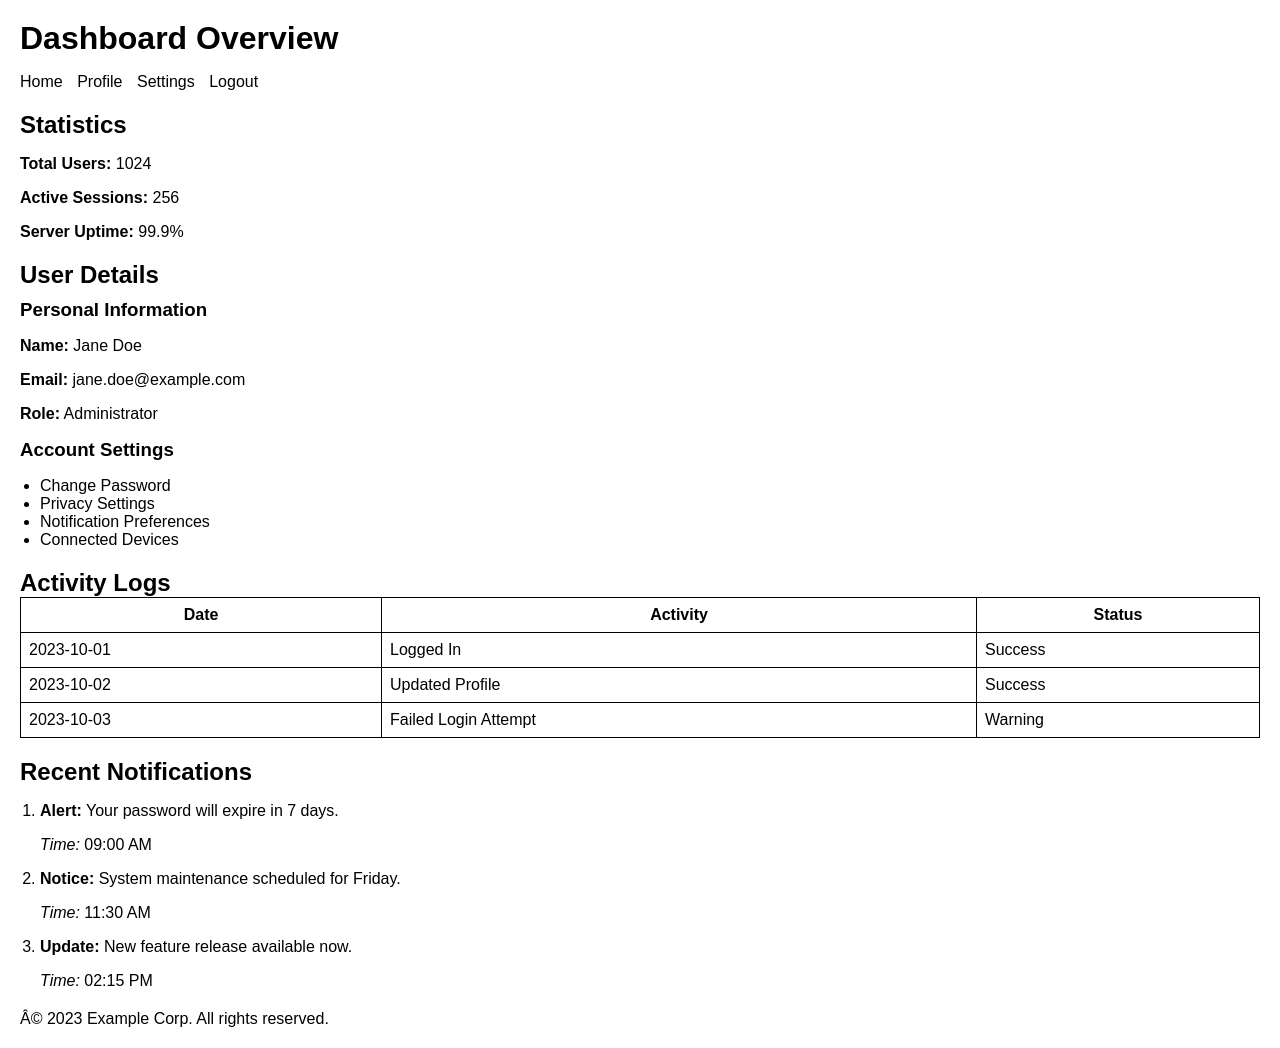 Dashboard Overview
Home Profile Settings Logout
Statistics
Total Users: 1024
Active Sessions: 256
Server Uptime: 99.9%
User Details
Personal Information
Name: Jane Doe
Email: jane.doe@example.com
Role: Administrator
Account Settings
• Change Password
• Privacy Settings
• Notification Preferences
• Connected Devices
Activity Logs
Date Activity Status
2023-10-01 Logged In Success
2023-10-02 Updated Profile Success
2023-10-03 Failed Login Attempt Warning
Recent Notifications
1. Alert: Your password will expire in 7 days.
Time: 09:00 AM
2. Notice: System maintenance scheduled for Friday.
Time: 11:30 AM
3. Update: New feature release available now.
Time: 02:15 PM
Â© 2023 Example Corp. All rights reserved.